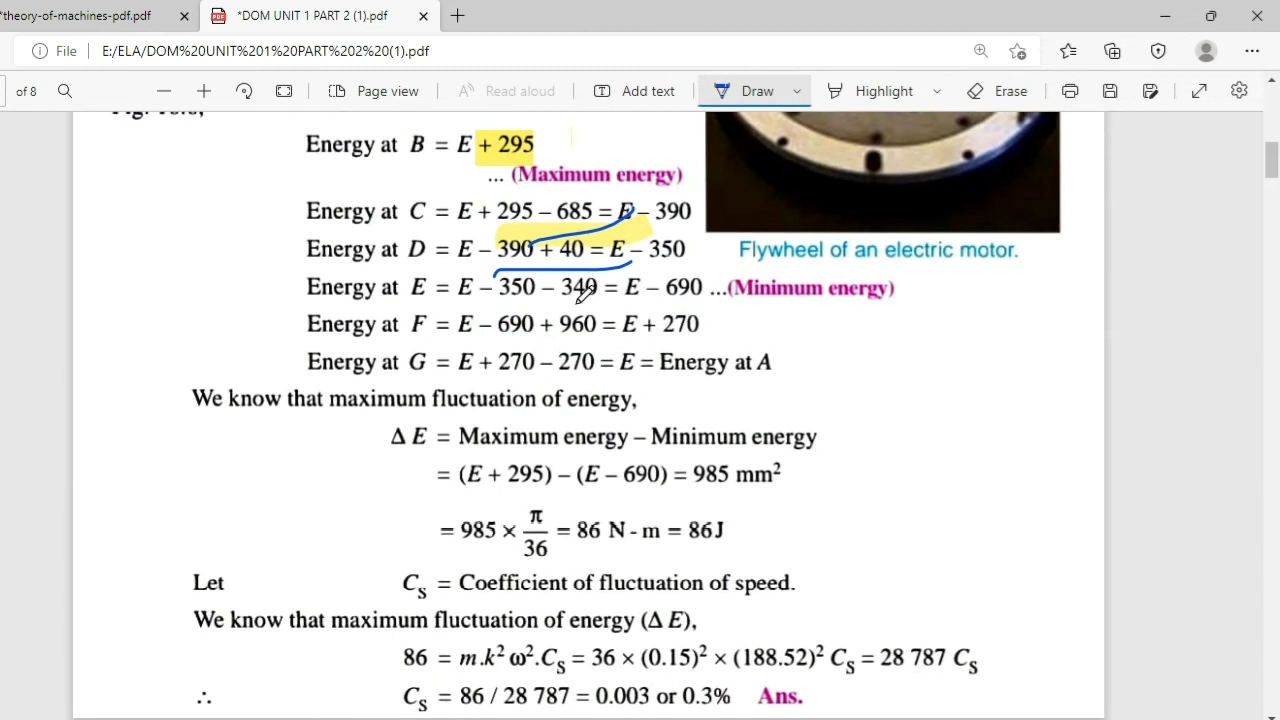 *theory-of-machines-pdf.pdf
*DOM UNIT 1 PART 2 (1).pdf
File E:/ELA/DOM%20UNIT%201%20PART%202%20(1).pdf
of 8 Page view Read aloud Add text Draw Highlight Erase
Energy at B = E + 295
... (Maximum energy)
Energy at C = E + 295 – 685 = E – 390
Energy at D = E – 390 + 40 = E – 350
Flywheel of an electric motor.
Energy at E = E – 350 – 340 = E – 690 ...(Minimum energy)
Energy at F = E – 690 + 960 = E + 270
Energy at G = E + 270 – 270 = E = Energy at A
We know that maximum fluctuation of energy,
Δ E = Maximum energy – Minimum energy
= (E + 295) – (E – 690) = 985 mm²
= 985 × π/36 = 86 N - m = 86 J
Let C_S = Coefficient of fluctuation of speed.
We know that maximum fluctuation of energy (Δ E),
86 = m.k² ω².C_S = 36 × (0.15)² × (188.52)² C_S = 28 787 C_S
∴ C_S = 86 / 28 787 = 0.003 or 0.3% Ans.